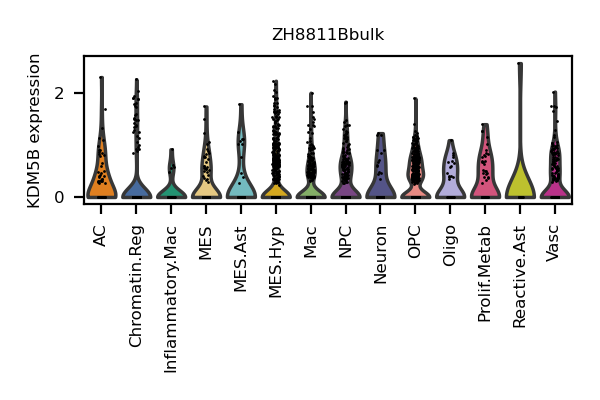 ZH8811Bbulk
KDM5B expression
2
0
AC
Chromatin.Reg
Inflammatory.Mac
MES
MES.Ast
MES.Hyp
Mac
NPC
Neuron
OPC
Oligo
Prolif.Metab
Reactive.Ast
Vasc